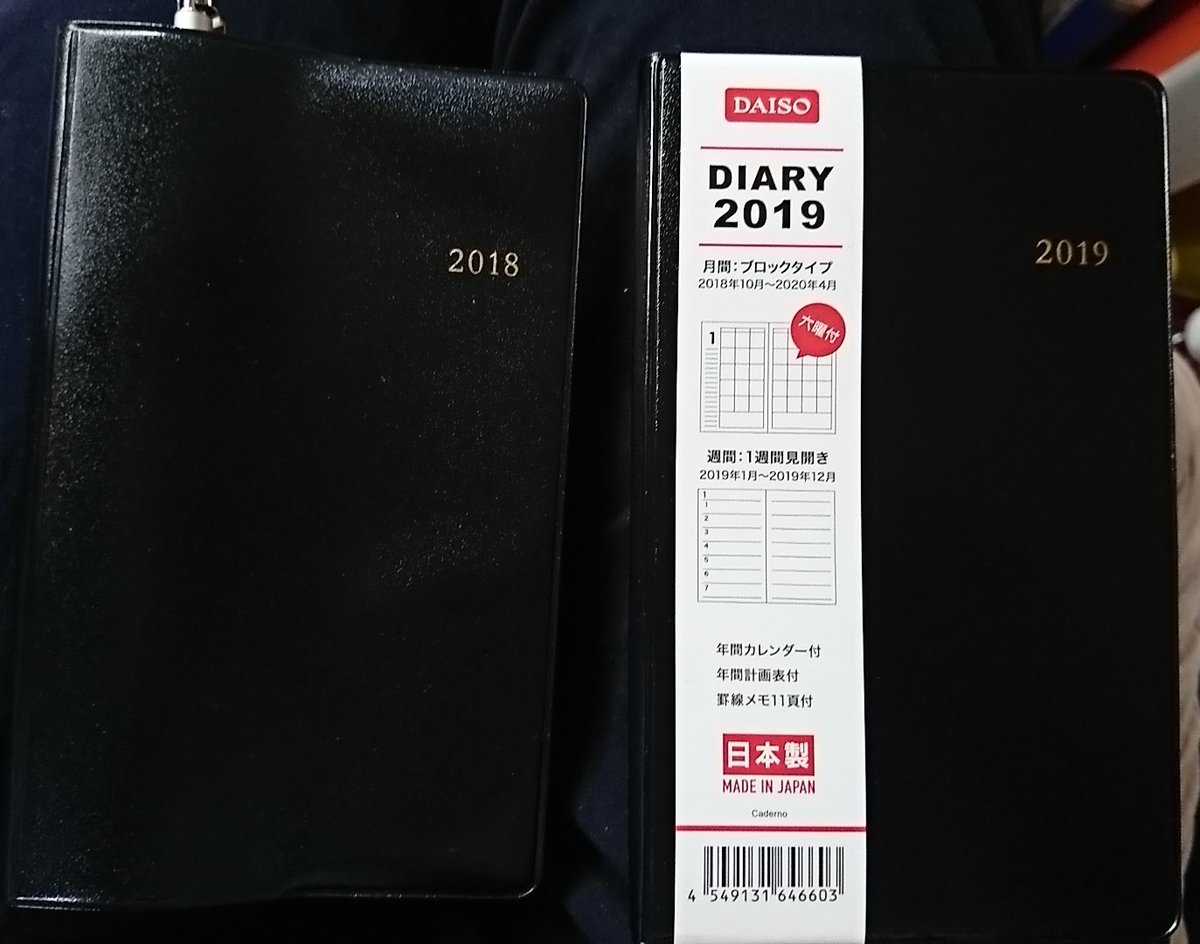 2018
DAISO
DIARY
2019
月間：ブロックタイプ
2018年10月～2020年4月
六曜付
1
週間：1週間見開き
2019年1月～2019年12月
1
1
2
3
4
5
6
7
年間カレンダー付
年間計画表付
罫線メモ11頁付
日本製
MADE IN JAPAN
Caderno
4 549131 646603
2019